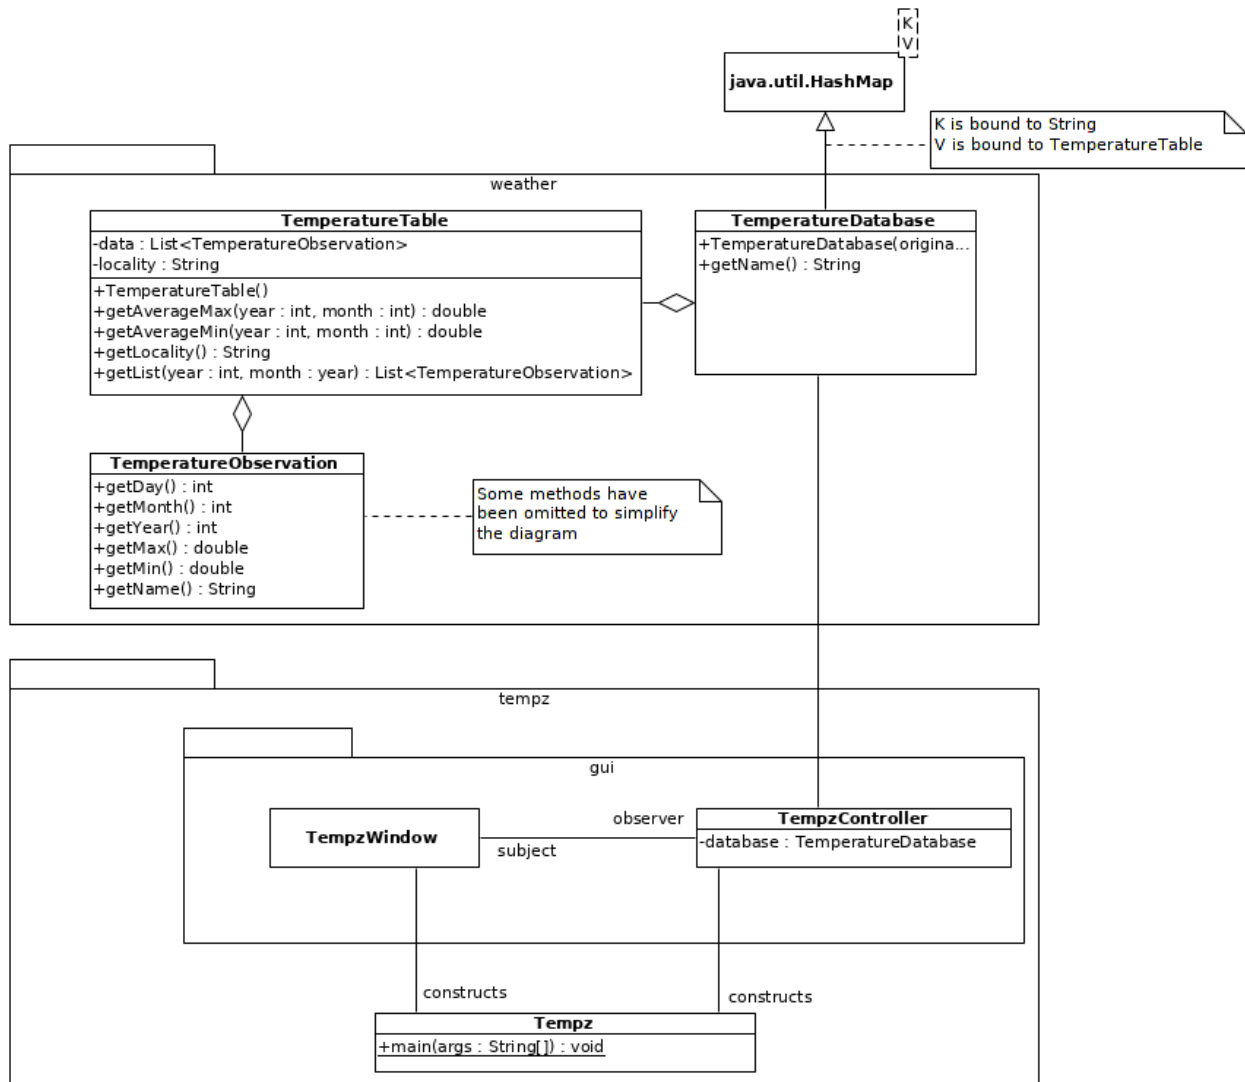 K
V
java.util.HashMap
K is bound to String
V is bound to TemperatureTable
weather
TemperatureTable
-data : List<TemperatureObservation>
-locality : String
+TemperatureTable()
+getAverageMax(year : int, month : int) : double
+getAverageMin(year : int, month : int) : double
+getLocality() : String
+getList(year : int, month : year) : List<TemperatureObservation>
TemperatureDatabase
+TemperatureDatabase(origina...
+getName() : String
TemperatureObservation
+getDay() : int
+getMonth() : int
+getYear() : int
+getMax() : double
+getMin() : double
+getName() : String
Some methods have
been omitted to simplify
the diagram
tempz
gui
TempzWindow
observer
subject
TempzController
-database : TemperatureDatabase
constructs
constructs
Tempz
+main(args : String[]) : void